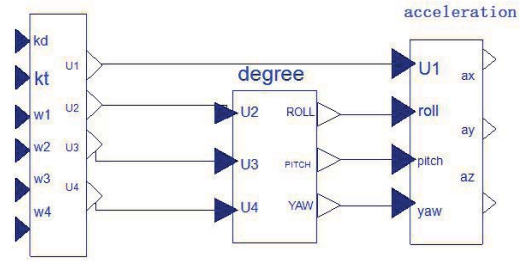 acceleration
degree
kd
kt
w1
w2
w3
w4
U1
U2
U3
U4
U2
U3
U4
ROLL
PITCH
YAW
U1
roll
pitch
yaw
ax
ay
az